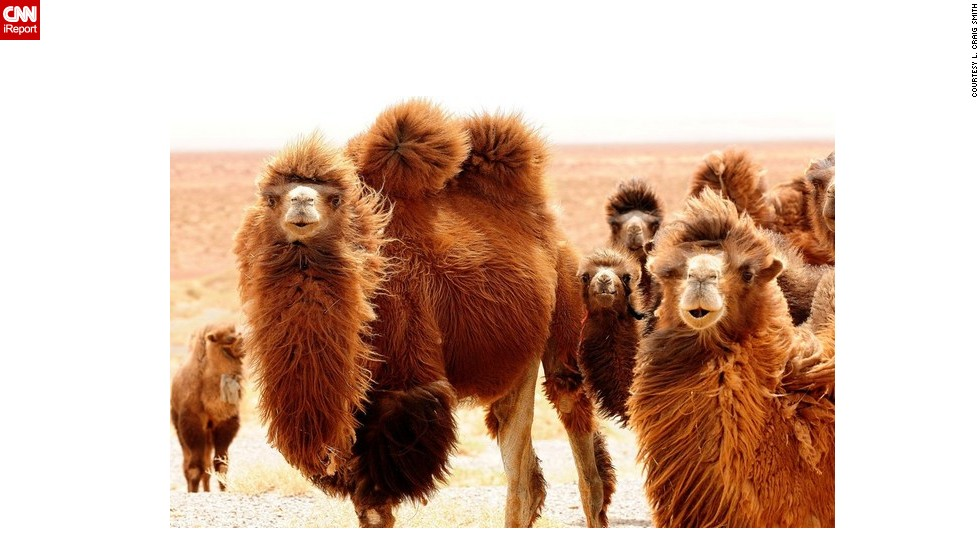 CNN
iReport
COURTESY L. CRAIG SMITH